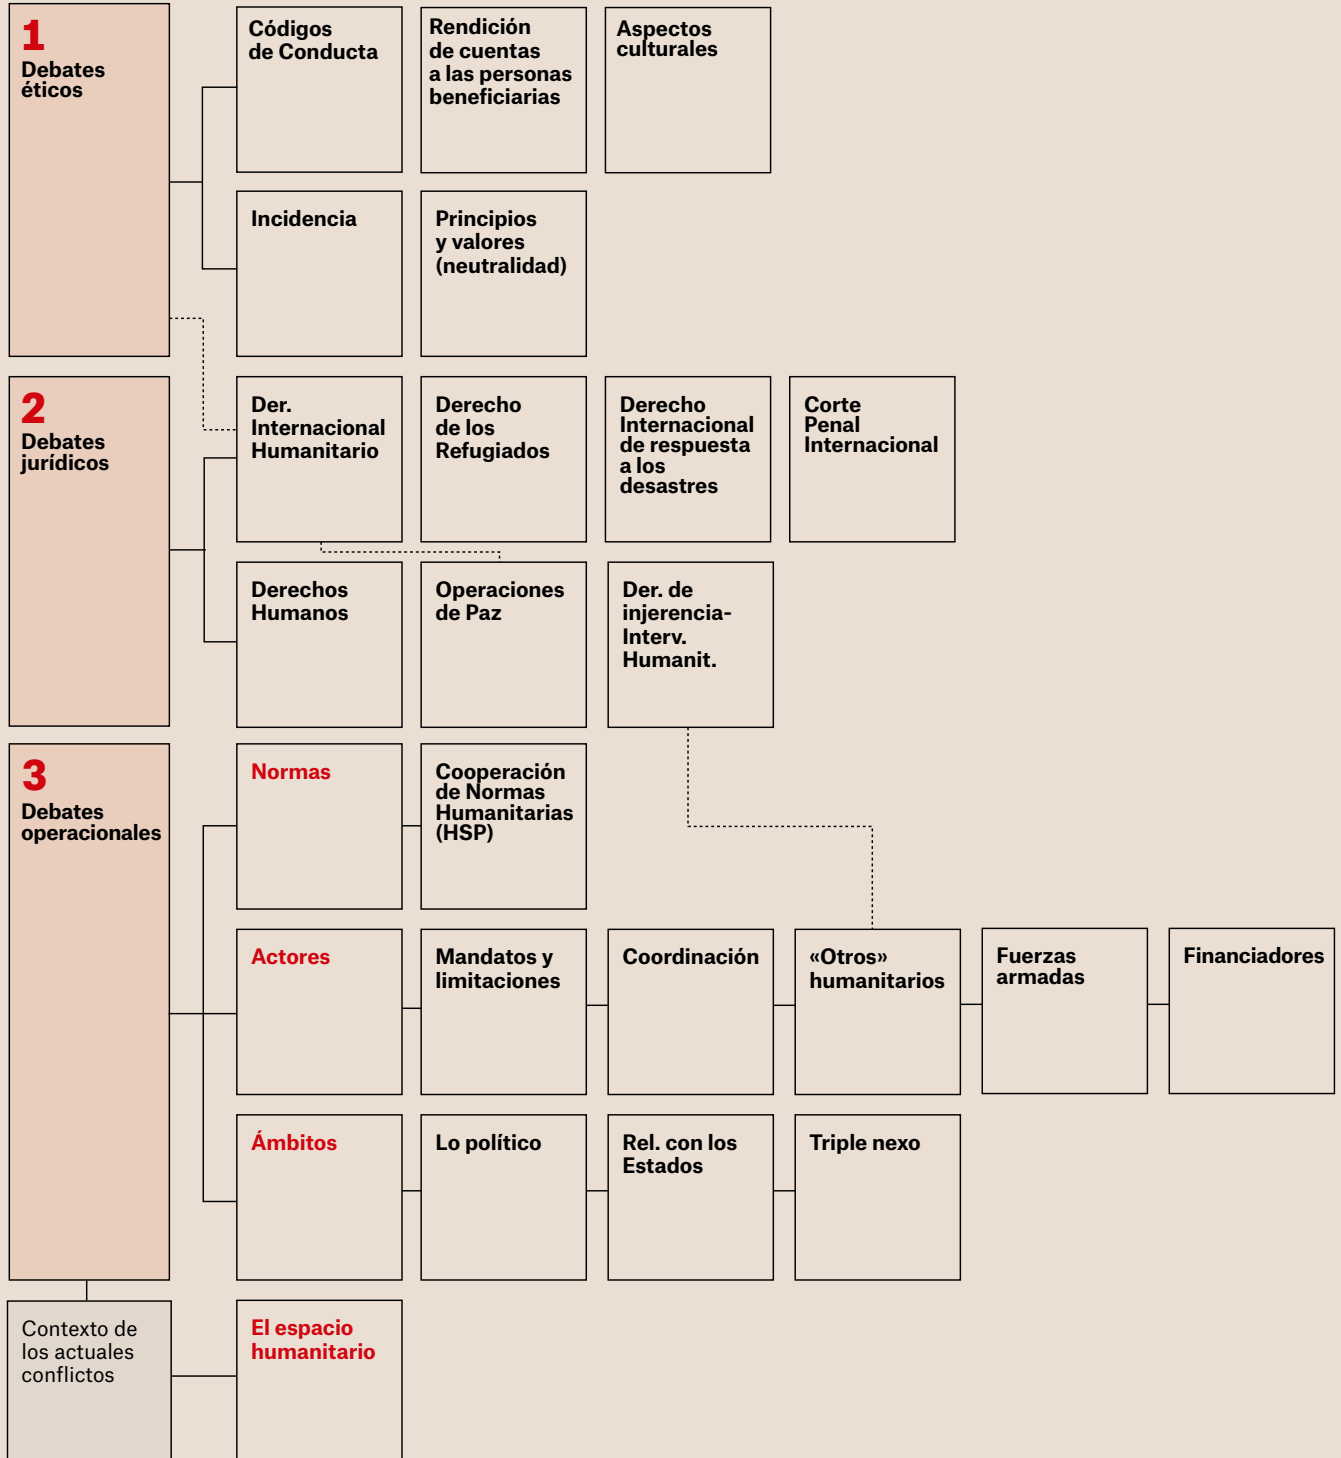 1
Debates
éticos
Códigos
de Conducta
Rendición
de cuentas
a las personas
beneficiarias
Aspectos
culturales
Incidencia
Principios
y valores
(neutralidad)
2
Debates
jurídicos
Der.
Internacional
Humanitario
Derecho
de los
Refugiados
Derecho
Internacional
de respuesta
a los
desastres
Corte
Penal
Internacional
Derechos
Humanos
Operaciones
de Paz
Der. de
injerencia-
Interv.
Humanit.
3
Debates
operacionales
Normas
Cooperación
de Normas
Humanitarias
(HSP)
Actores
Mandatos y
limitaciones
Coordinación
«Otros»
humanitarios
Fuerzas
armadas
Financiadores
Ámbitos
Lo político
Rel. con los
Estados
Triple nexo
Contexto de
los actuales
conflictos
El espacio
humanitario